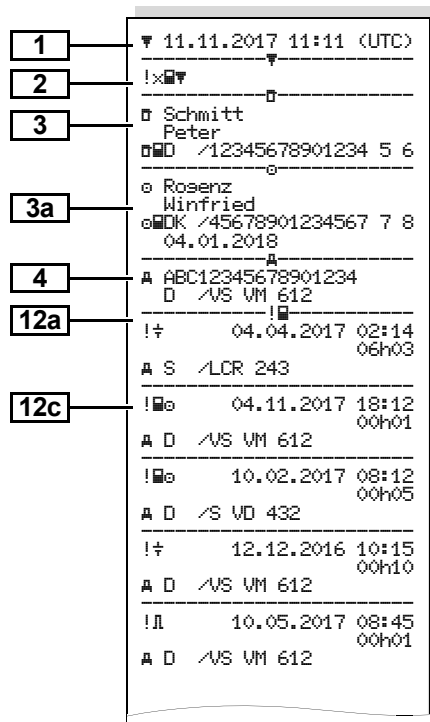 1
▼ 11.11.2017 11:11 (UTC)
2
!x▼
3
Schmitt
Peter
D /12345678901234 5 6
3a
Rogenz
Winfried
DK /45678901234567 7 8
04.01.2018
4
ABC12345678901234
D /VS VM 612
12a
!
! 04.04.2017 02:14
06h03
S /LCR 243
12c
! 04.11.2017 18:12
00h01
D /VS VM 612
! 10.02.2017 08:12
00h05
D /S VD 432
! 12.12.2016 10:15
00h10
D /VS VM 612
! 10.05.2017 08:45
00h01
D /VS VM 612